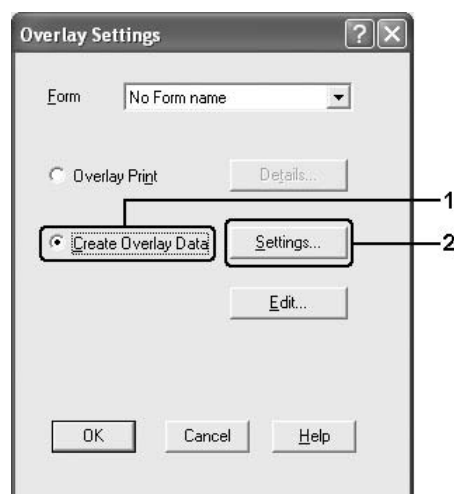 Overlay Settings
Form No Form name
Overlay Print Details...
1
Create Overlay Data Settings...
2
Edit...
OK Cancel Help